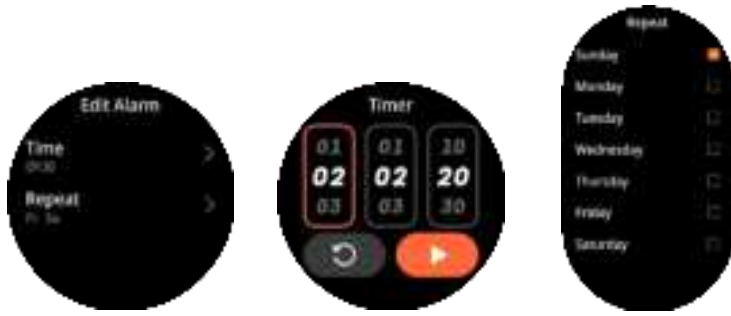 Edit Alarm
Time
Repeat
Timer
01 01 10
02 02 20
03 03 30
Repeat
Sunday
Monday
Tuesday
Wednesday
Thursday
Friday
Saturday